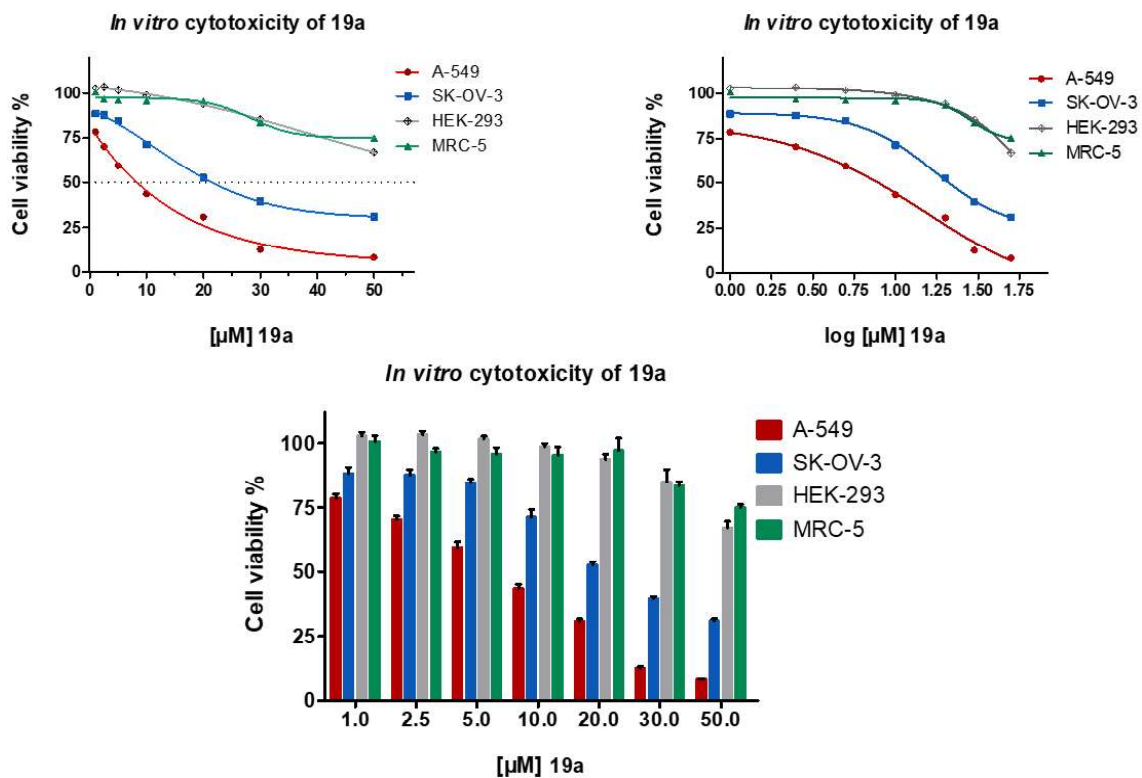 In vitro cytotoxicity of 19a
Cell viability %
100
75
50
25
0
0 10 20 30 40 50
[µM] 19a
A-549
SK-OV-3
HEK-293
MRC-5
In vitro cytotoxicity of 19a
Cell viability %
100
75
50
25
0
0.00 0.25 0.50 0.75 1.00 1.25 1.50 1.75
log [µM] 19a
A-549
SK-OV-3
HEK-293
MRC-5
In vitro cytotoxicity of 19a
Cell viability %
100
75
50
25
0
1.0 2.5 5.0 10.0 20.0 30.0 50.0
[µM] 19a
A-549
SK-OV-3
HEK-293
MRC-5